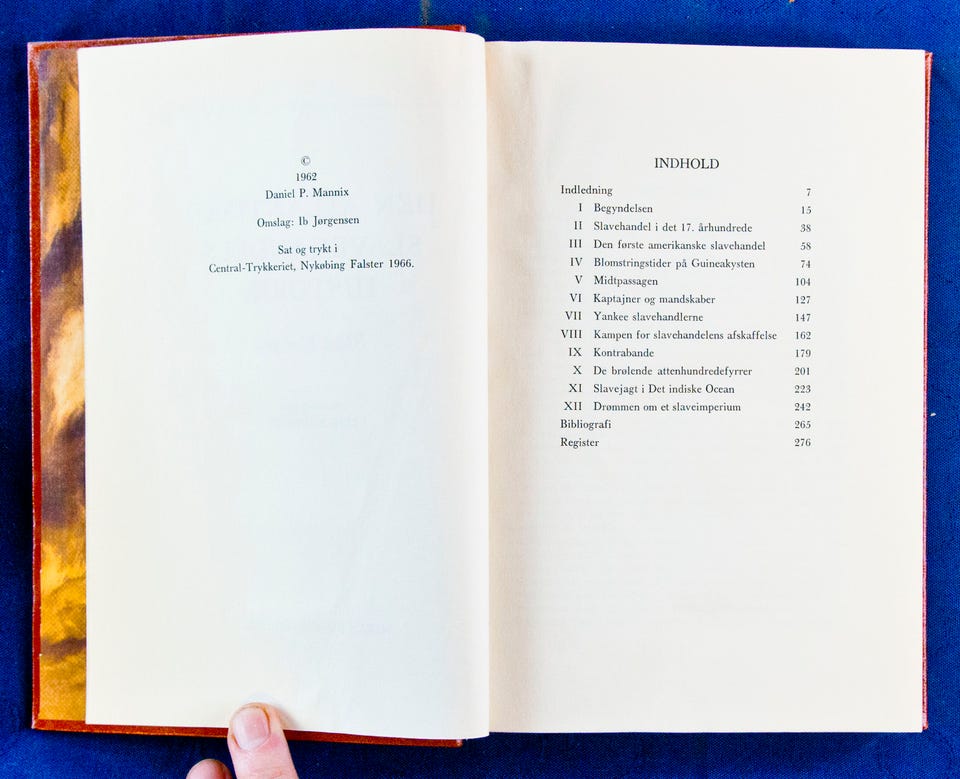 ©
1962
Daniel P. Mannix
Omslag: Ib Jørgensen
Sat og trykt i
Central-Trykkeriet, Nykøbing Falster 1966.
INDHOLD
Indledning 7
I Begyndelsen 15
II Slavehandel i det 17. århundrede 38
III Den første amerikanske slavehandel 58
IV Blomstringstider på Guineakysten 74
V Midtpassagen 104
VI Kaptajner og mandskaber 127
VII Yankee slavehandlerne 147
VIII Kampen for slavehandelens afskaffelse 162
IX Kontrabande 179
X De brølende attenhundredefyrrer 201
XI Slavejagt i Det indiske Ocean 223
XII Drømmen om et slaveimperium 242
Bibliografi 265
Register 276